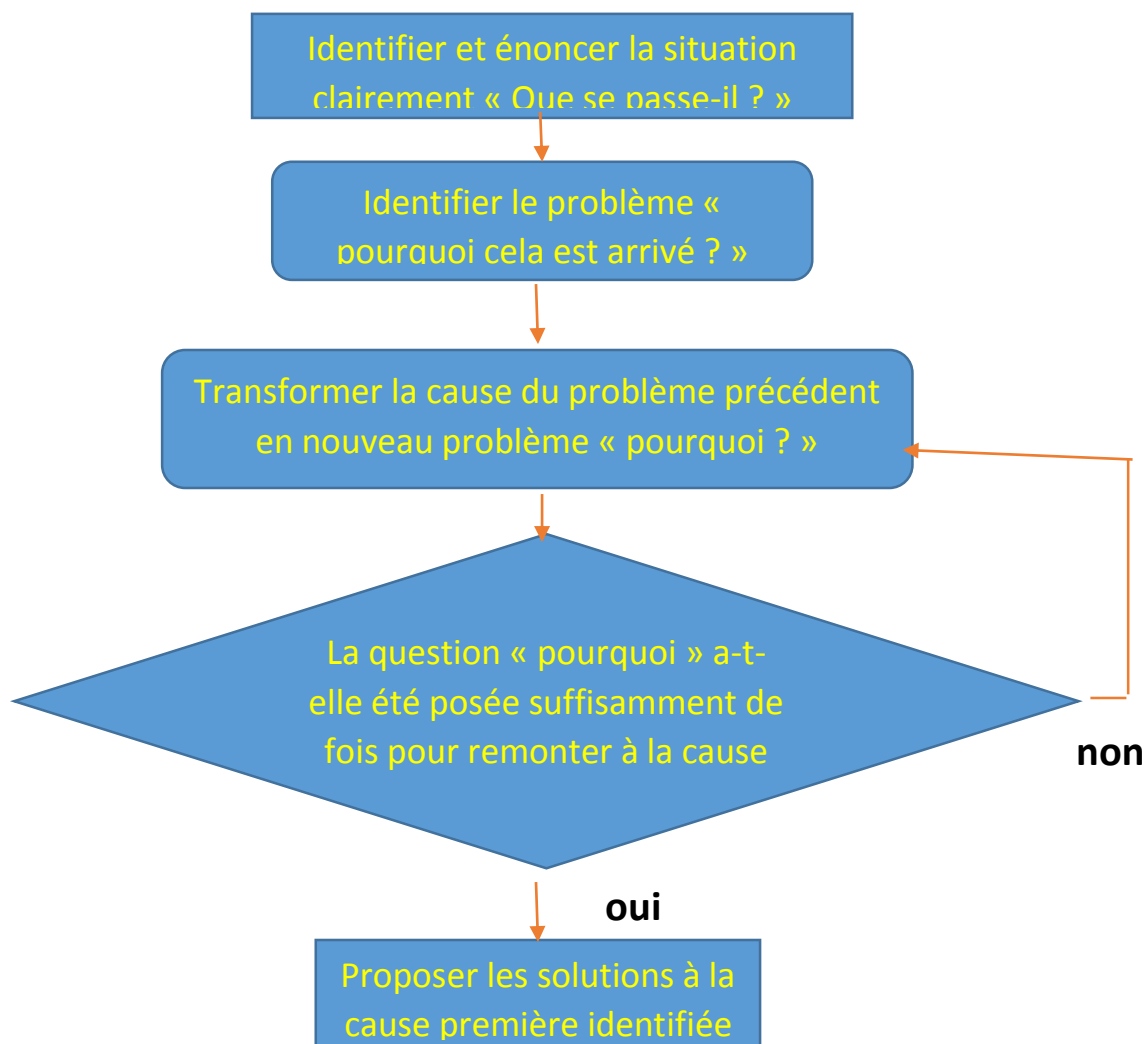 Identifier et énoncer la situation
clairement « Que se passe-il ? »
Identifier le problème «
pourquoi cela est arrivé ? »
Transformer la cause du problème précédent
en nouveau problème « pourquoi ? »
La question « pourquoi » a-t-
elle été posée suffisamment de
fois pour remonter à la cause
non
oui
Proposer les solutions à la
cause première identifiée